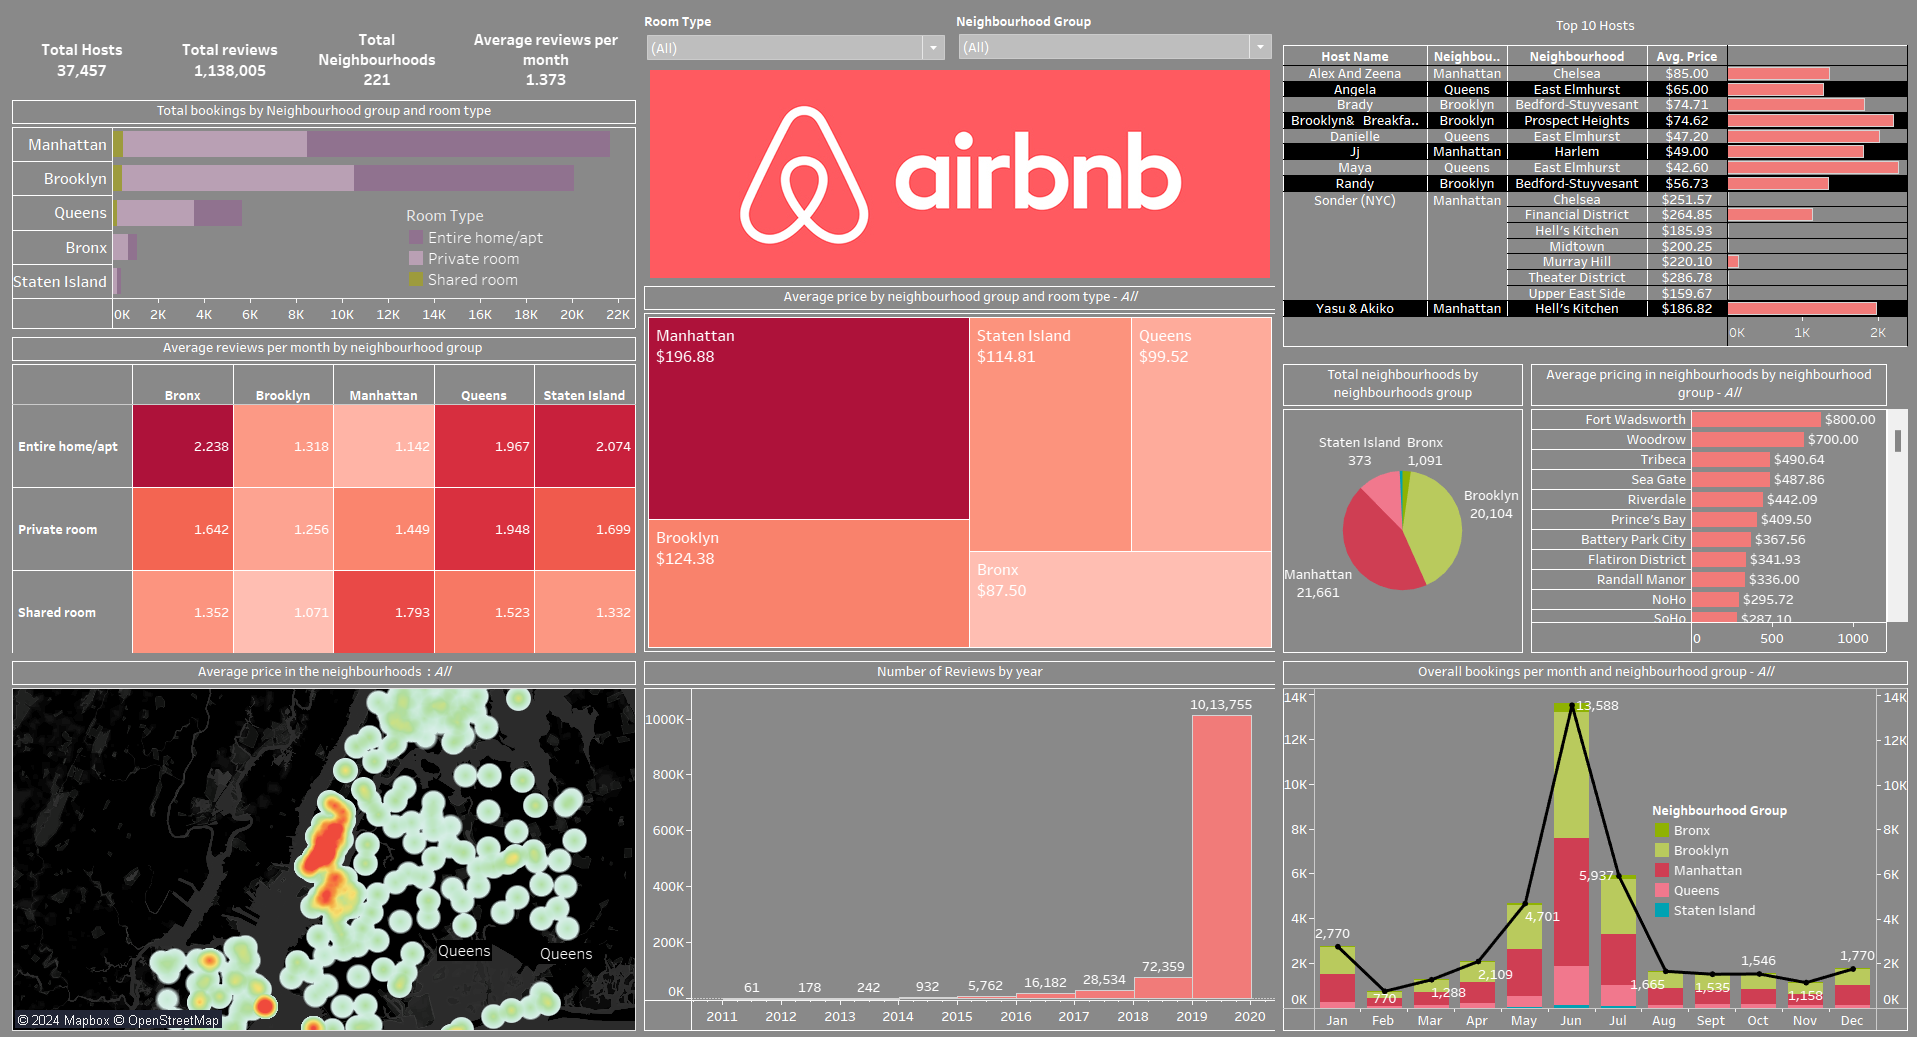 Total Hosts
37,457
Total reviews
1,138,005
Total
Neighbourhoods
221
Average reviews per
month
1.373
Room Type
(All)
Neighbourhood Group
(All)
airbnb
Total bookings by Neighbourhood group and room type
Manhattan
Brooklyn
Queens
Bronx
Staten Island
Room Type
Entire home/apt
Private room
Shared room
0K 2K 4K 6K 8K 10K 12K 14K 16K 18K 20K 22K
Top 10 Hosts
Host Name Neighbou.. Neighbourhood Avg. Price
Alex And Zeena Manhattan Chelsea $85.00
Angela Queens East Elmhurst $65.00
Brady Brooklyn Bedford-Stuyvesant $74.71
Brooklyn& Breakfa.. Brooklyn Prospect Heights $74.62
Danielle Queens East Elmhurst $47.20
Jj Manhattan Harlem $49.00
Maya Queens East Elmhurst $42.60
Randy Brooklyn Bedford-Stuyvesant $56.73
Sonder (NYC) Manhattan Chelsea $251.57
Financial District $264.85
Hell's Kitchen $185.93
Midtown $200.25
Murray Hill $220.10
Theater District $286.78
Upper East Side $159.67
Yasu & Akiko Manhattan Hell's Kitchen $186.82
0K 1K 2K
Average reviews per month by neighbourhood group
Bronx Brooklyn Manhattan Queens Staten Island
Entire home/apt 2.238 1.318 1.142 1.967 2.074
Private room 1.642 1.256 1.449 1.948 1.699
Shared room 1.352 1.071 1.793 1.523 1.332
Average price by neighbourhood group and room type - All
Manhattan
$196.88
Staten Island
$114.81
Queens
$99.52
Brooklyn
$124.38
Bronx
$87.50
Total neighbourhoods by
neighbourhoods group
Staten Island
373
Bronx
1,091
Brooklyn
20,104
Manhattan
21,661
Average pricing in neighbourhoods by neighbourhood
group - All
Fort Wadsworth $800.00
Woodrow $700.00
Tribeca $490.64
Sea Gate $487.86
Riverdale $442.09
Prince's Bay $409.50
Battery Park City $367.56
Flatiron District $341.93
Randall Manor $336.00
NoHo $295.72
SoHo $287.10
0 500 1000
Average price in the neighbourhoods : All
Queens
Queens
© 2024 Mapbox © OpenStreetMap
Number of Reviews by year
1000K
800K
600K
400K
200K
0K
61
178
242
932
5,762
16,182
28,534
72,359
10,13,755
2011 2012 2013 2014 2015 2016 2017 2018 2019 2020
Overall bookings per month and neighbourhood group - All
14K
12K
10K
8K
6K
4K
2K
0K
2,770
770
1,288
2,109
4,701
13,588
5,937
1,665
1,535
1,546
1,158
1,770
Neighbourhood Group
Bronx
Brooklyn
Manhattan
Queens
Staten Island
14K
12K
10K
8K
6K
4K
2K
0K
Jan Feb Mar Apr May Jun Jul Aug Sept Oct Nov Dec